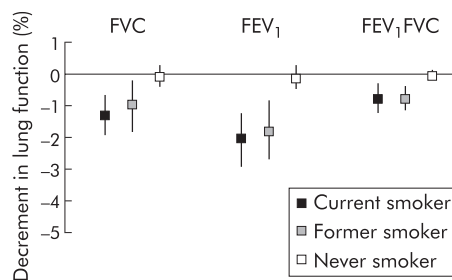 FVC FEV₁ FEV₁FVC
Decrement in lung function (%)
1
0
–1
–2
–3
–4
–5
Current smoker
Former smoker
Never smoker